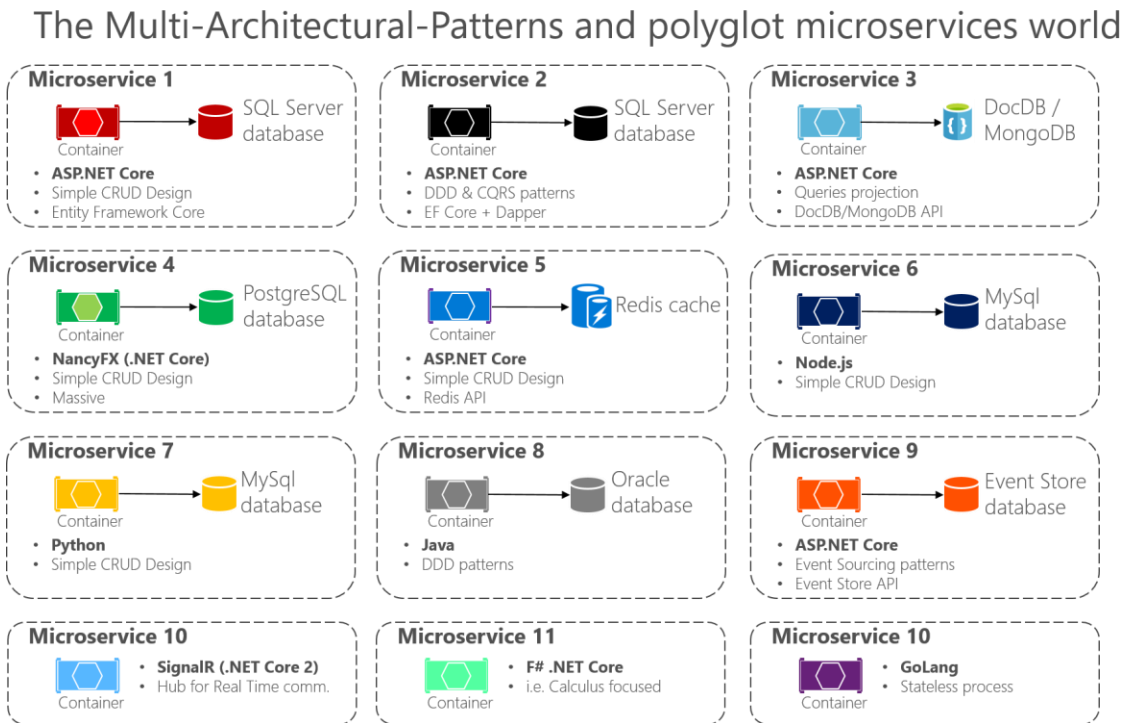 The Multi-Architectural-Patterns and polyglot microservices world
Microservice 1
SQL Server
database
Container
• ASP.NET Core
• Simple CRUD Design
• Entity Framework Core
Microservice 2
SQL Server
database
Container
• ASP.NET Core
• DDD & CQRS patterns
• EF Core + Dapper
Microservice 3
DocDB /
MongoDB
Container
• ASP.NET Core
• Queries projection
• DocDB/MongoDB API
Microservice 4
PostgreSQL
database
Container
• NancyFX (.NET Core)
• Simple CRUD Design
• Massive
Microservice 5
Redis cache
Container
• ASP.NET Core
• Simple CRUD Design
• Redis API
Microservice 6
MySql
database
Container
• Node.js
• Simple CRUD Design
Microservice 7
MySql
database
Container
• Python
• Simple CRUD Design
Microservice 8
Oracle
database
Container
• Java
• DDD patterns
Microservice 9
Event Store
database
Container
• ASP.NET Core
• Event Sourcing patterns
• Event Store API
Microservice 10
• SignalR (.NET Core 2)
• Hub for Real Time comm.
Container
Microservice 11
• F# .NET Core
• i.e. Calculus focused
Container
Microservice 10
• GoLang
• Stateless process
Container